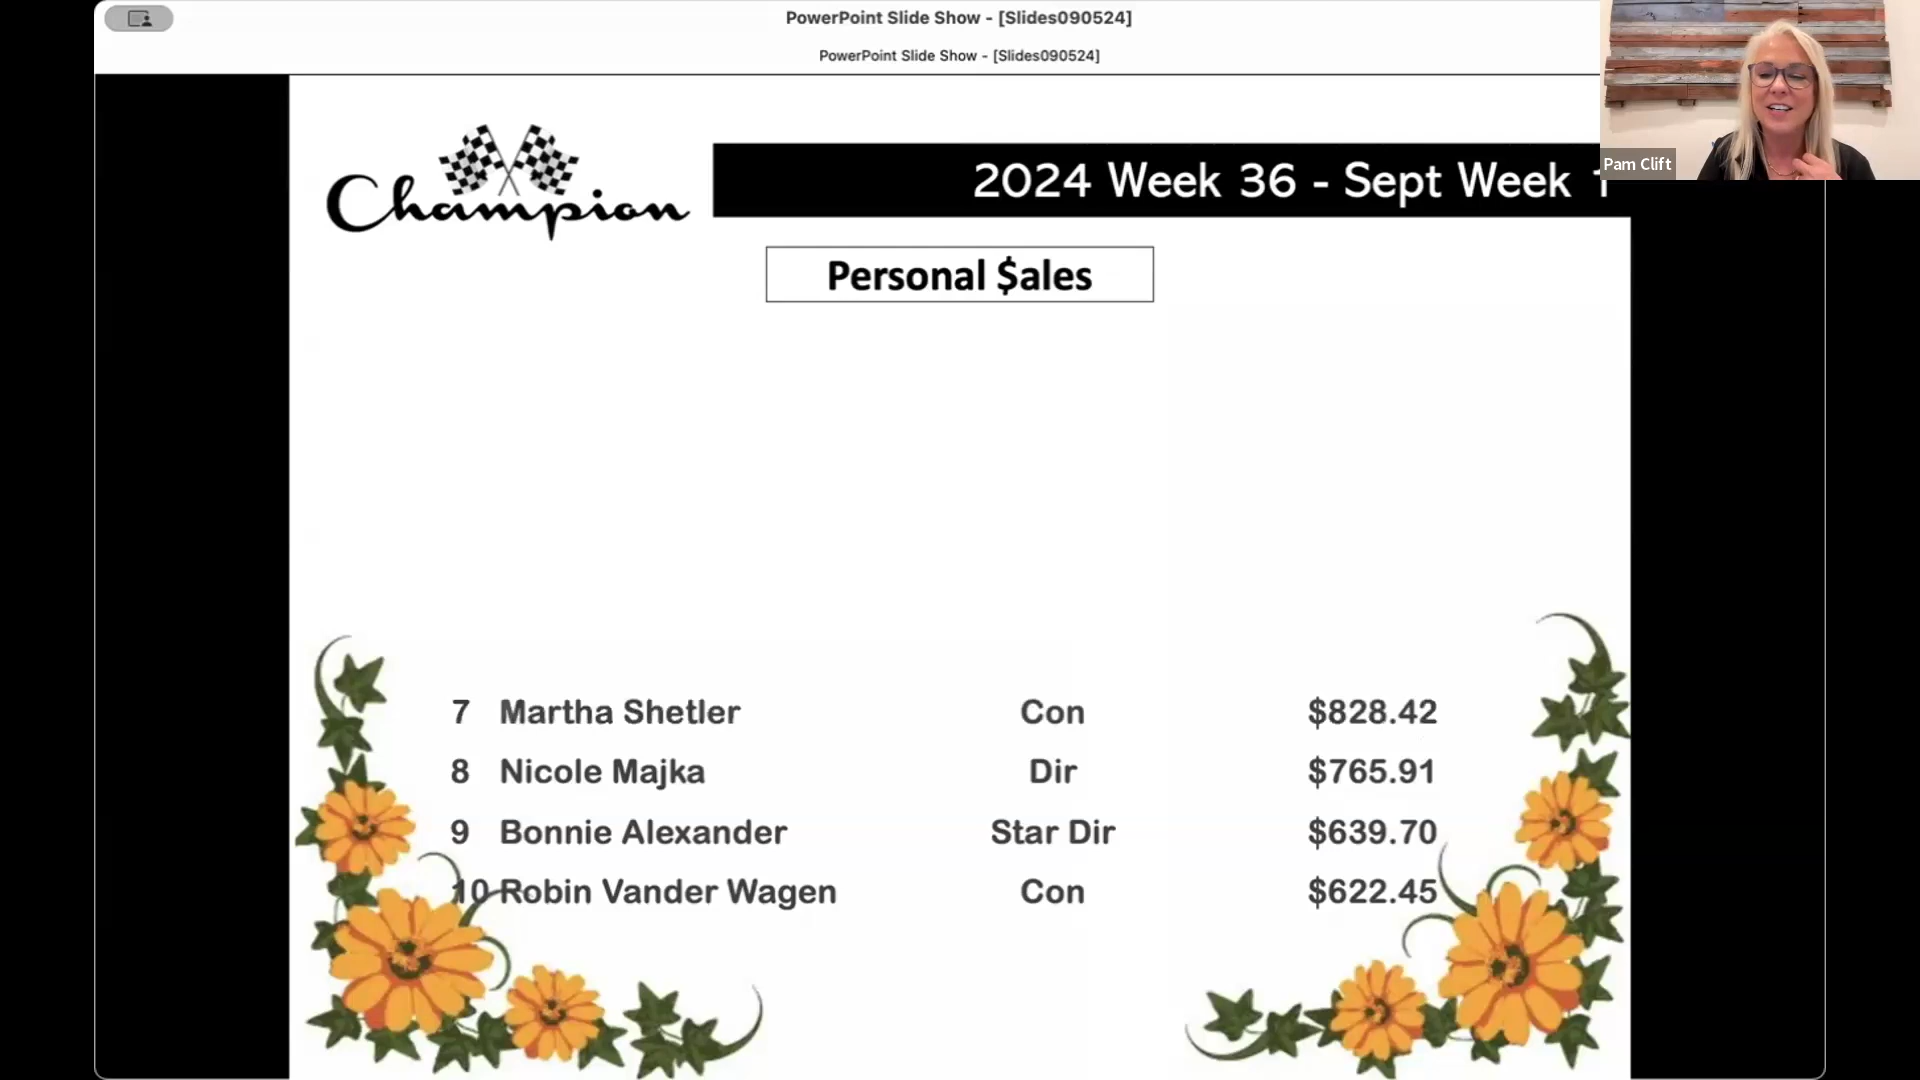 PowerPoint Slide Show - [Slides090524]
PowerPoint Slide Show - [Slides090524]
Pam Clift
Champion
2024 Week 36 - Sept Week 1
Personal $ales
7 Martha Shetler Con $828.42
8 Nicole Majka Dir $765.91
9 Bonnie Alexander Star Dir $639.70
10 Robin Vander Wagen Con $622.45